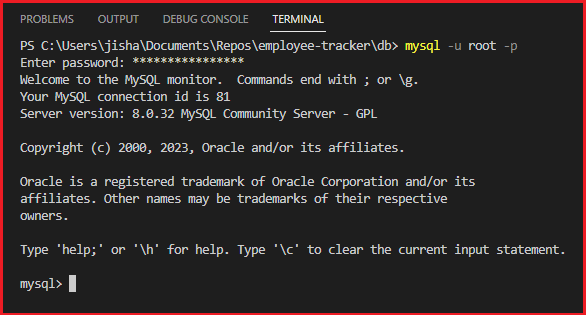 PROBLEMS OUTPUT DEBUG CONSOLE TERMINAL
PS C:\Users\jisha\Documents\Repos\employee-tracker\db> mysql -u root -p
Enter password: ****************
Welcome to the MySQL monitor.  Commands end with ; or \g.
Your MySQL connection id is 81
Server version: 8.0.32 MySQL Community Server - GPL
Copyright (c) 2000, 2023, Oracle and/or its affiliates.
Oracle is a registered trademark of Oracle Corporation and/or its
affiliates. Other names may be trademarks of their respective
owners.
Type 'help;' or '\h' for help. Type '\c' to clear the current input statement.
mysql>